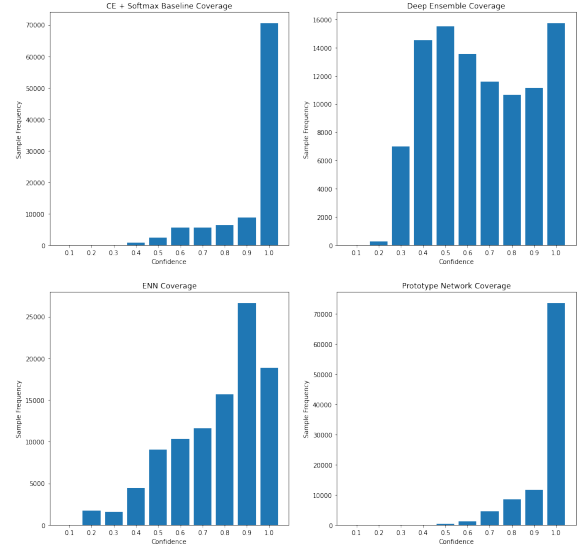 CE + Softmax Baseline Coverage
70000
60000
50000
40000
30000
20000
10000
0
Sample Frequency
0.1 0.2 0.3 0.4 0.5 0.6 0.7 0.8 0.9 1.0
Confidence
Deep Ensemble Coverage
16000
14000
12000
10000
8000
6000
4000
2000
0
Sample Frequency
0.1 0.2 0.3 0.4 0.5 0.6 0.7 0.8 0.9 1.0
Confidence
ENN Coverage
25000
20000
15000
10000
5000
0
Sample Frequency
0.1 0.2 0.3 0.4 0.5 0.6 0.7 0.8 0.9 1.0
Confidence
Prototype Network Coverage
70000
60000
50000
40000
30000
20000
10000
0
Sample Frequency
0.1 0.2 0.3 0.4 0.5 0.6 0.7 0.8 0.9 1.0
Confidence